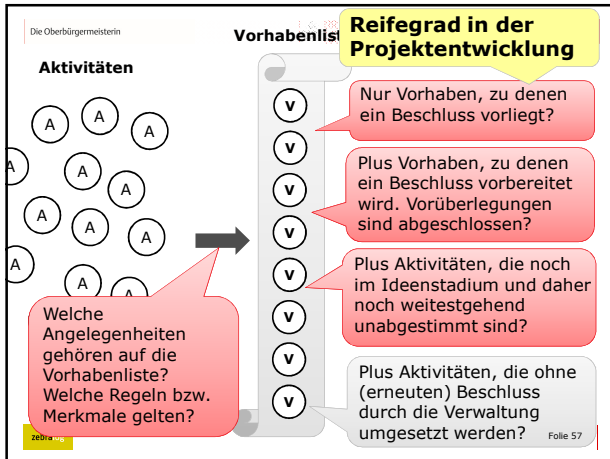 Die Oberbürgermeisterin
Vorhabenliste
Reifegrad in der
Projektentwicklung
Aktivitäten
A
A
A
A
A
A
A
A
A
A
A
A
V
V
V
V
V
V
V
V
Nur Vorhaben, zu denen
ein Beschluss vorliegt?
Plus Vorhaben, zu denen
ein Beschluss vorbereitet
wird. Vorüberlegungen
sind abgeschlossen?
Plus Aktivitäten, die noch
im Ideenstadium und daher
noch weitestgehend
unabgestimmt sind?
Plus Aktivitäten, die ohne
(erneuten) Beschluss
durch die Verwaltung
umgesetzt werden?
Welche
Angelegenheiten
gehören auf die
Vorhabenliste?
Welche Regeln bzw.
Merkmale gelten?
zebralog
Folie 57